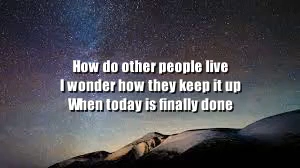 How do other people live
I wonder how they keep it up
When today is finally done